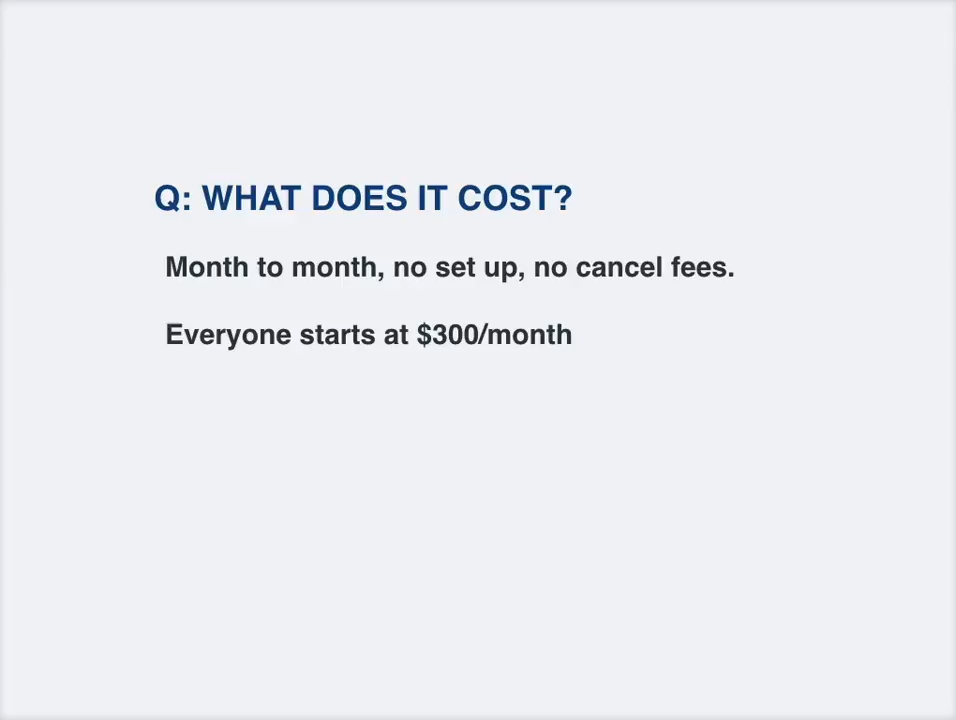 Q: WHAT DOES IT COST?
Month to month, no set up, no cancel fees.
Everyone starts at $300/month